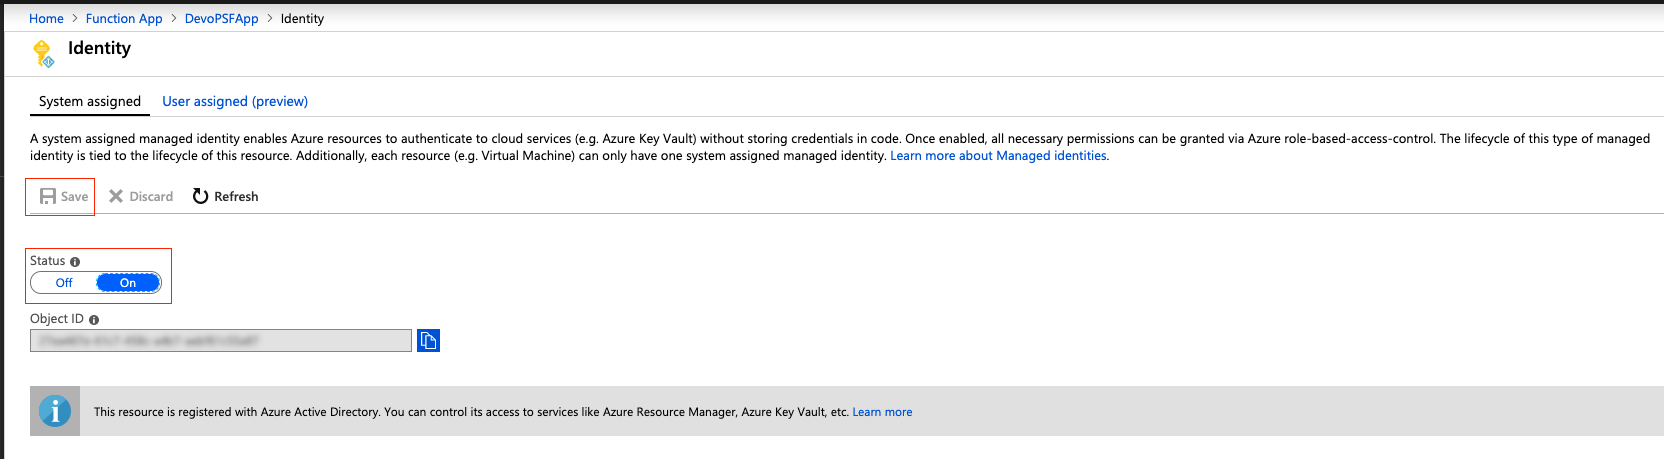 Home > Function App > DevoPSFApp > Identity
Identity
System assigned User assigned (preview)
A system assigned managed identity enables Azure resources to authenticate to cloud services (e.g. Azure Key Vault) without storing credentials in code. Once enabled, all necessary permissions can be granted via Azure role-based-access-control. The lifecycle of this type of managed
identity is tied to the lifecycle of this resource. Additionally, each resource (e.g. Virtual Machine) can only have one system assigned managed identity. Learn more about Managed identities.
Save Discard Refresh
Status
Off On
Object ID
This resource is registered with Azure Active Directory. You can control its access to services like Azure Resource Manager, Azure Key Vault, etc. Learn more